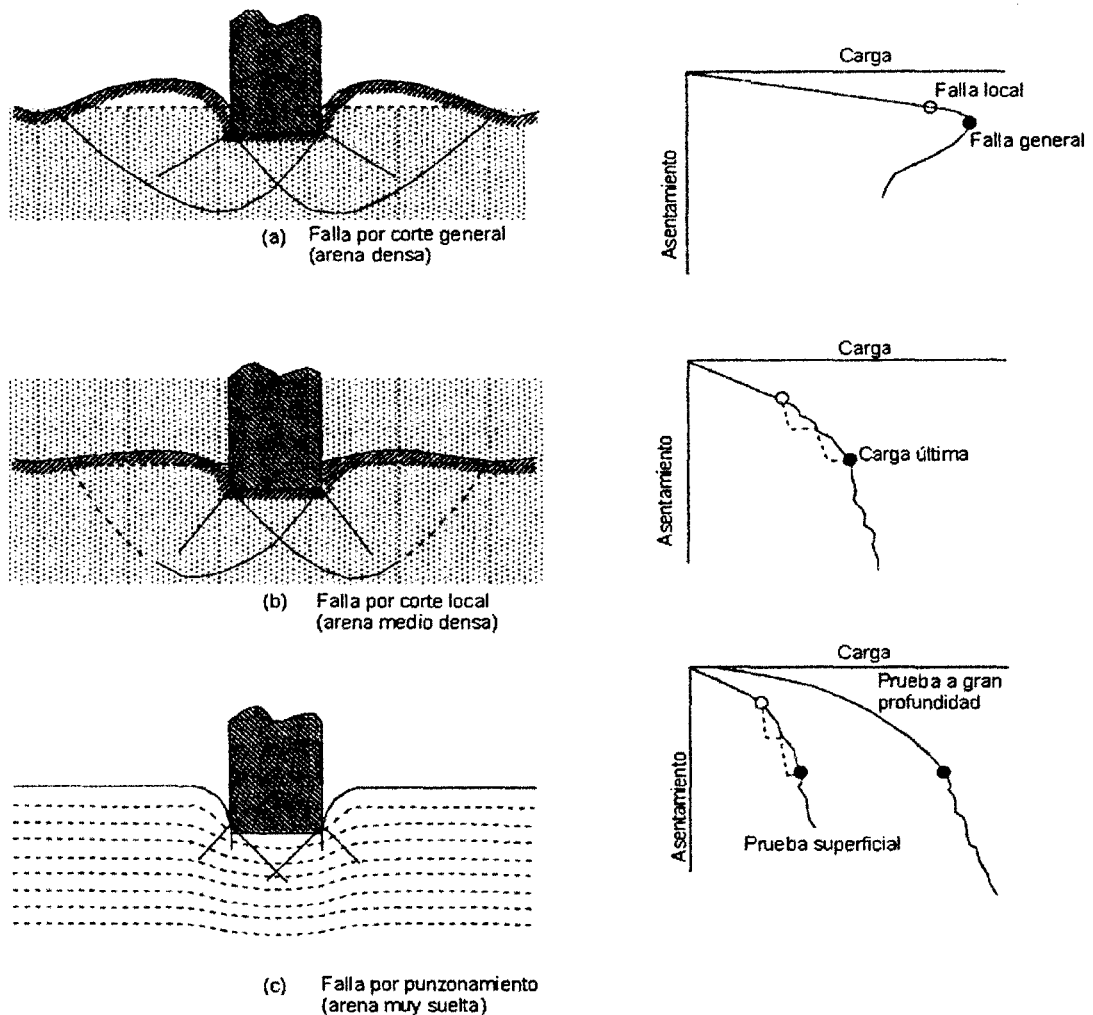 Carga
Falla local
Falla general
Asentamiento
(a) Falla por corte general
(arena densa)
Carga
Carga última
Asentamiento
(b) Falla por corte local
(arena medio densa)
Carga
Prueba a gran
profundidad
Asentamiento
Prueba superficial
(c) Falla por punzonamiento
(arena muy suelta)